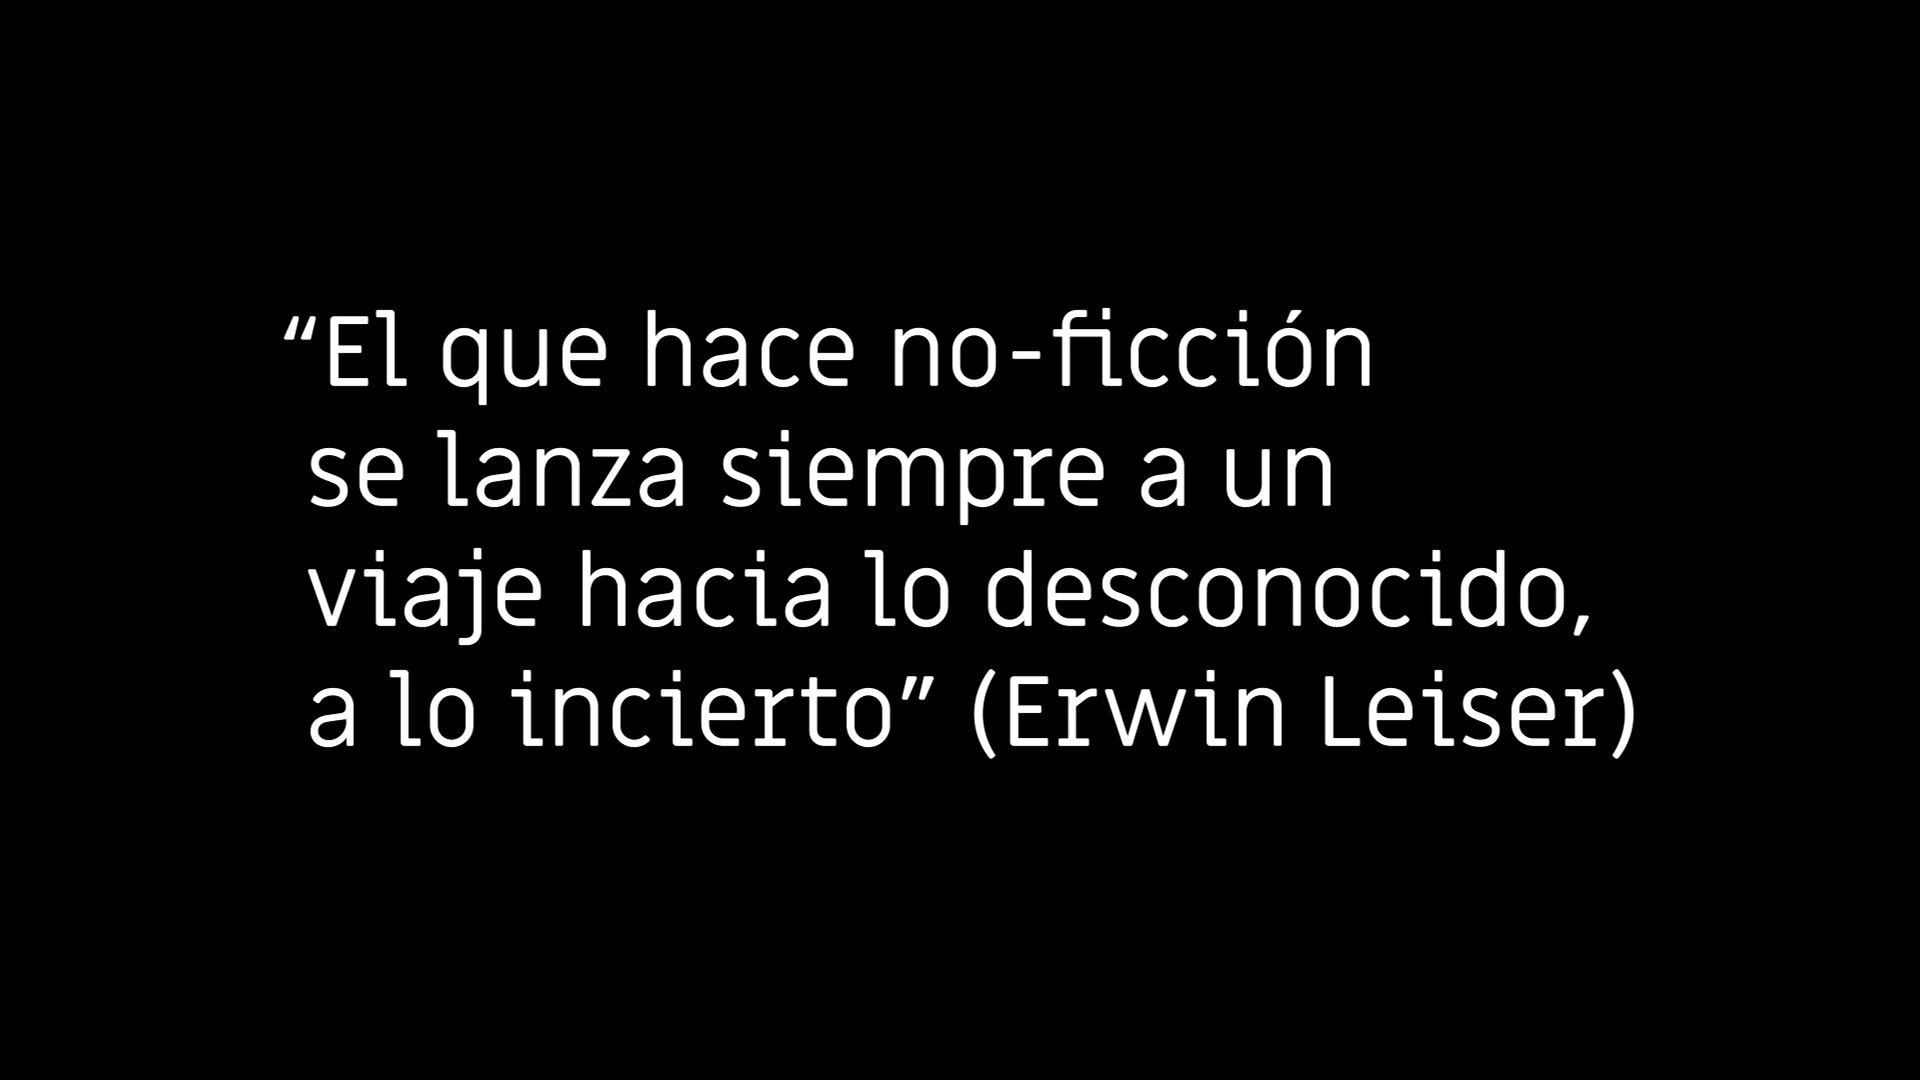 “El que hace no-ficción
se lanza siempre a un
viaje hacia lo desconocido,
a lo incierto” (Erwin Leiser)